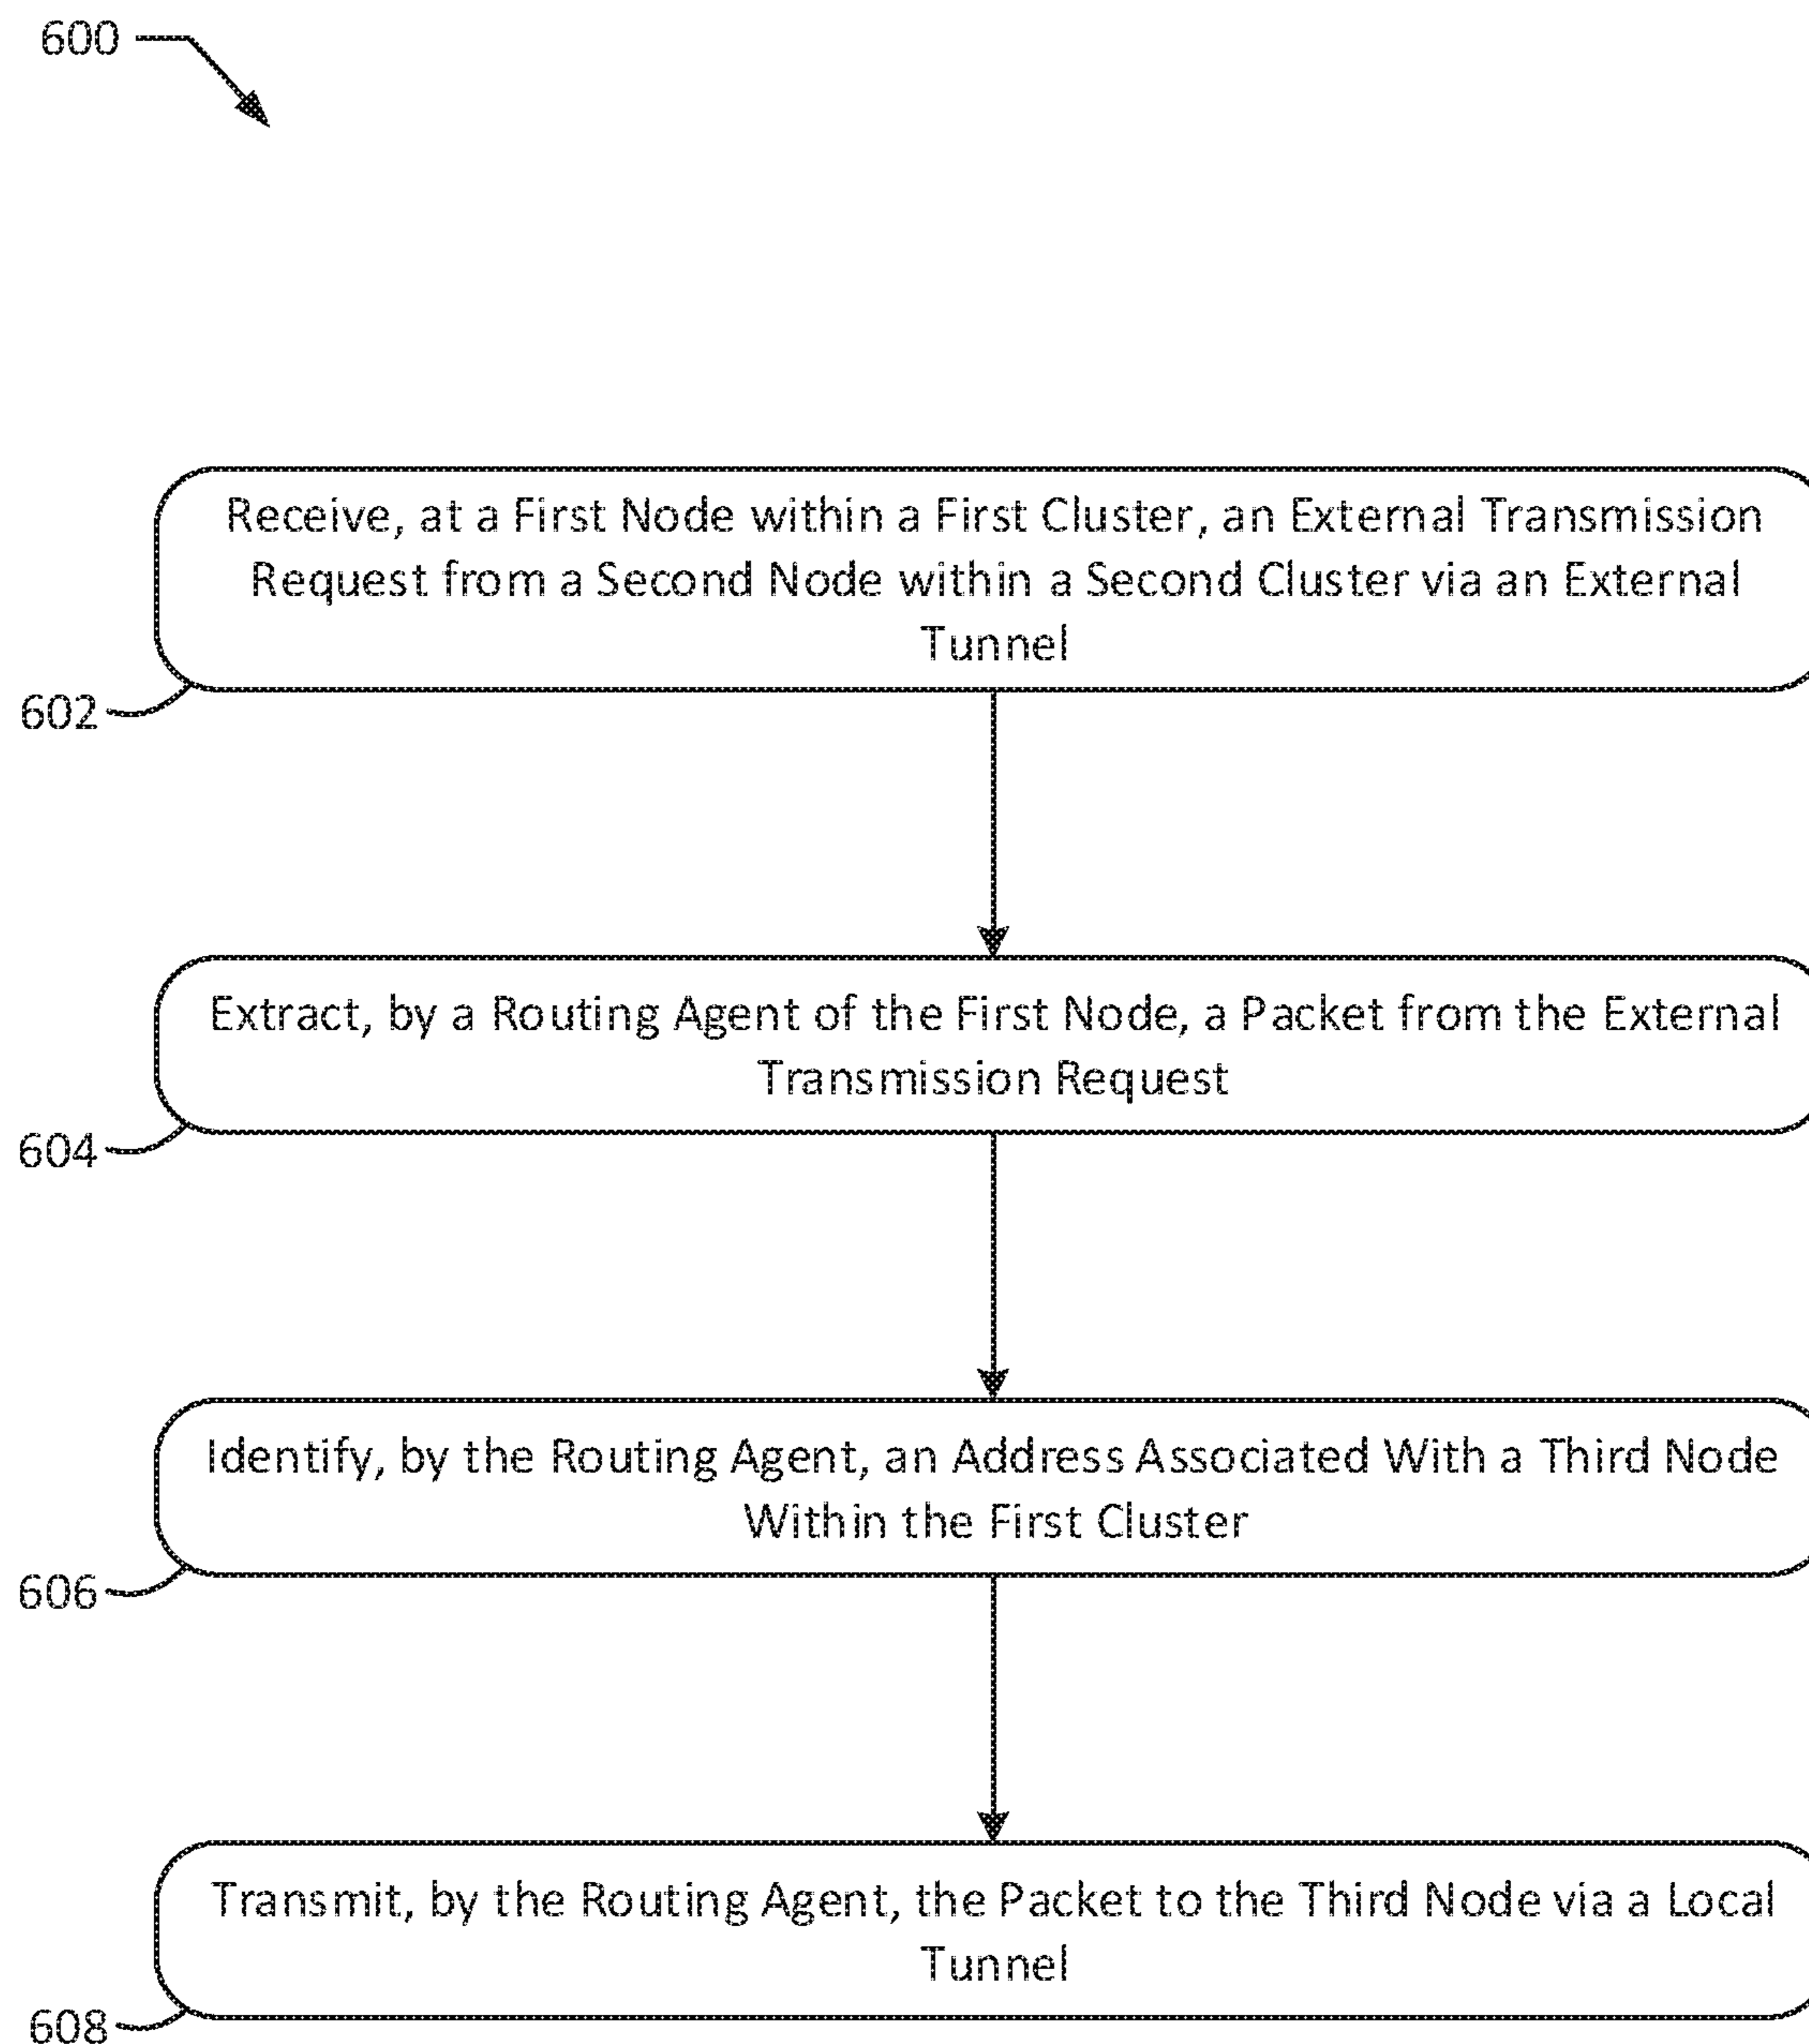 600
Receive, at a First Node within a First Cluster, an External Transmission
Request from a Second Node within a Second Cluster via an External
Tunnel
602
Extract, by a Routing Agent of the First Node, a Packet from the External
Transmission Request
604
Identify, by the Routing Agent, an Address Associated With a Third Node
Within the First Cluster
606
Transmit, by the Routing Agent, the Packet to the Third Node via a Local
Tunnel
608